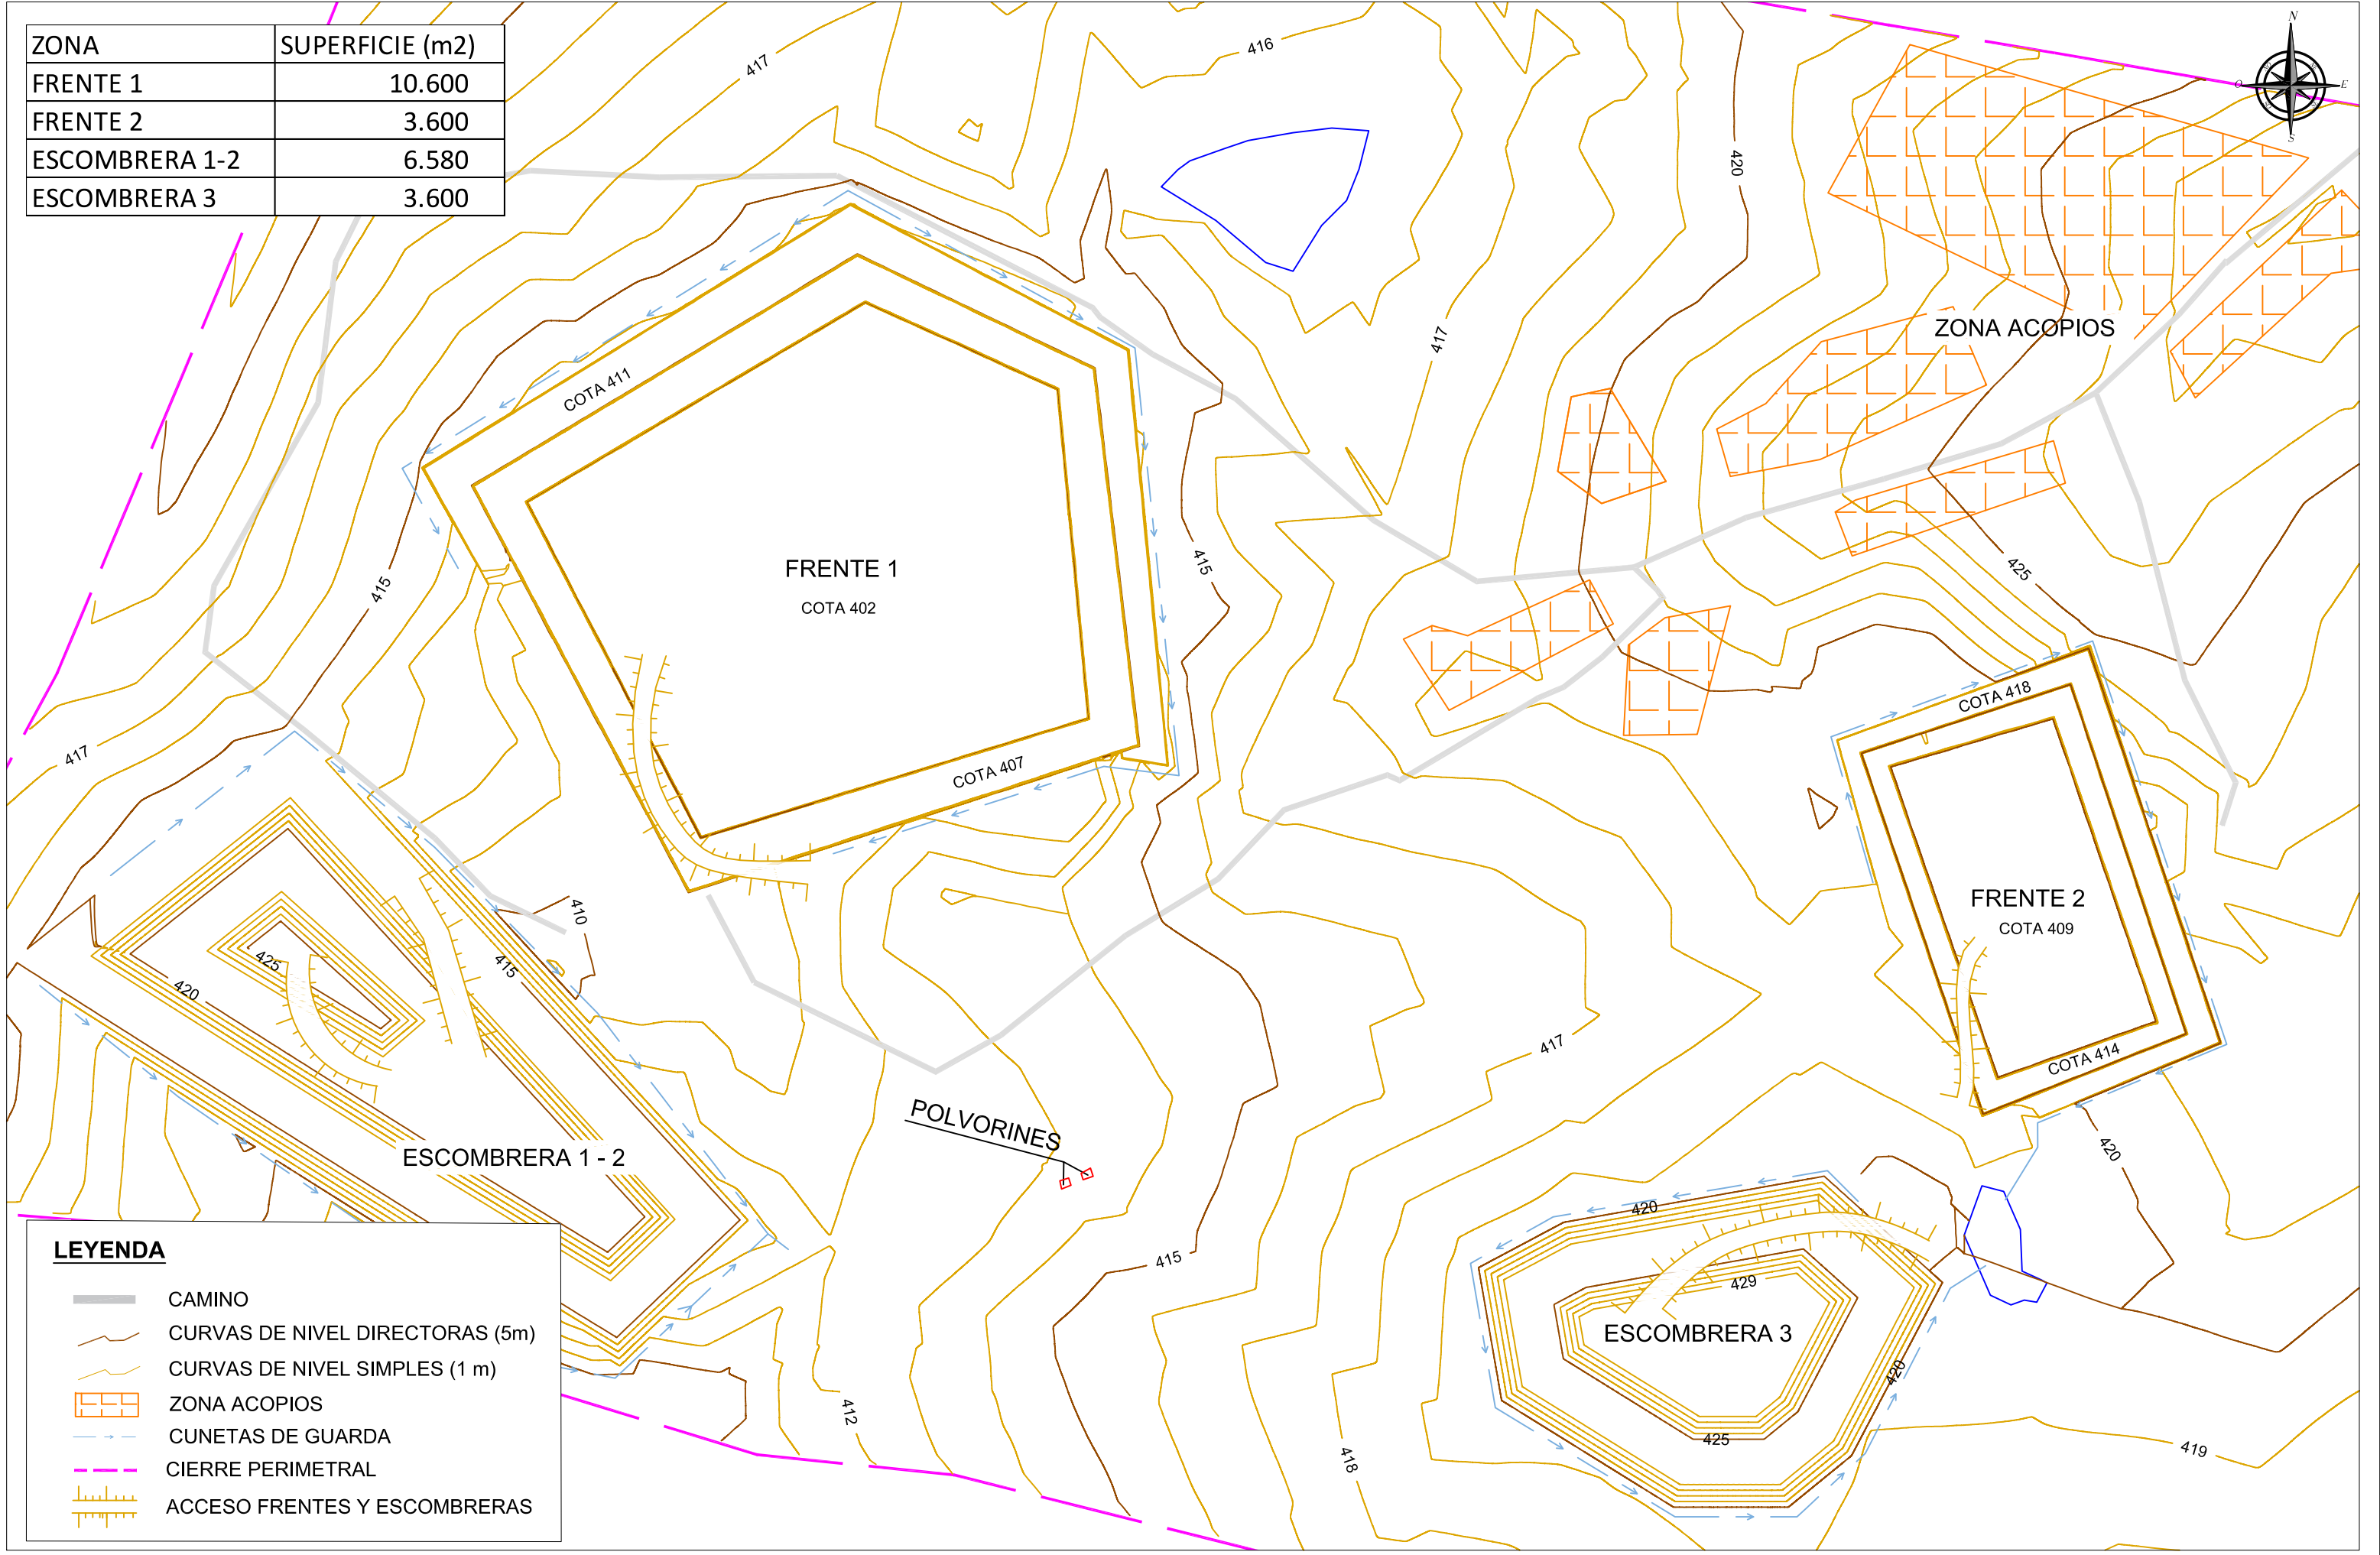 ZONA SUPERFICIE (m2)
FRENTE 1 10.600
FRENTE 2 3.600
ESCOMBRERA 1-2 6.580
ESCOMBRERA 3 3.600
417
416
420
N
O
E
S
417
ZONA ACOPIOS
COTA 411
415
415
425
FRENTE 1
COTA 402
COTA 418
417
COTA 407
FRENTE 2
COTA 409
410
415
425
420
417
COTA 414
420
POLVORINES
ESCOMBRERA 1 - 2
420
415
429
ESCOMBRERA 3
420
425
412
418
419
LEYENDA
CAMINO
CURVAS DE NIVEL DIRECTORAS (5m)
CURVAS DE NIVEL SIMPLES (1 m)
ZONA ACOPIOS
CUNETAS DE GUARDA
CIERRE PERIMETRAL
ACCESO FRENTES Y ESCOMBRERAS